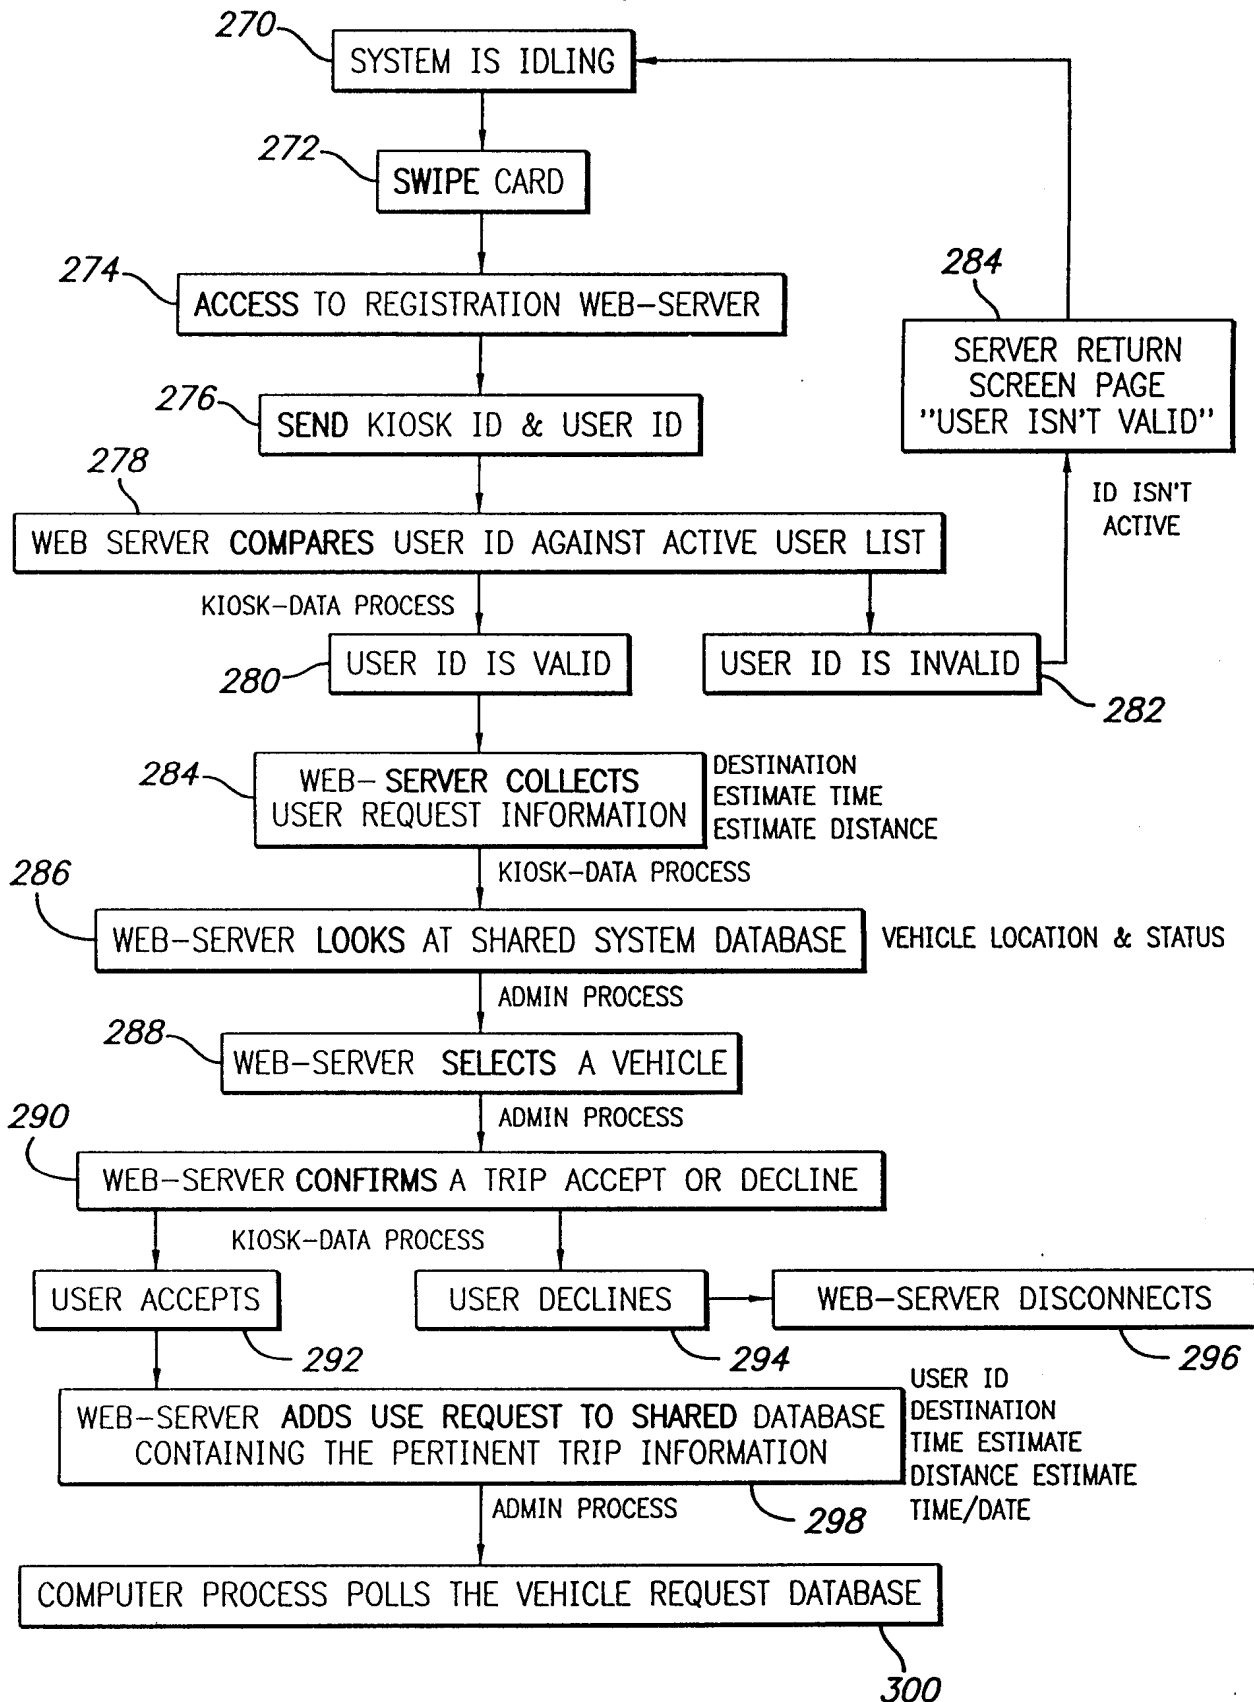 270
SYSTEM IS IDLING
272
SWIPE CARD
274
ACCESS TO REGISTRATION WEB-SERVER
284
SERVER RETURN
SCREEN PAGE
"USER ISN'T VALID"
276
SEND KIOSK ID & USER ID
278
ID ISN'T
ACTIVE
WEB SERVER COMPARES USER ID AGAINST ACTIVE USER LIST
KIOSK-DATA PROCESS
280
USER ID IS VALID
USER ID IS INVALID
282
284
WEB-SERVER COLLECTS
USER REQUEST INFORMATION
DESTINATION
ESTIMATE TIME
ESTIMATE DISTANCE
KIOSK-DATA PROCESS
286
WEB-SERVER LOOKS AT SHARED SYSTEM DATABASE
VEHICLE LOCATION & STATUS
ADMIN PROCESS
288
WEB-SERVER SELECTS A VEHICLE
ADMIN PROCESS
290
WEB-SERVER CONFIRMS A TRIP ACCEPT OR DECLINE
KIOSK-DATA PROCESS
USER ACCEPTS
292
USER DECLINES
294
WEB-SERVER DISCONNECTS
296
WEB-SERVER ADDS USE REQUEST TO SHARED DATABASE
CONTAINING THE PERTINENT TRIP INFORMATION
298
USER ID
DESTINATION
TIME ESTIMATE
DISTANCE ESTIMATE
TIME/DATE
ADMIN PROCESS
COMPUTER PROCESS POLLS THE VEHICLE REQUEST DATABASE
300